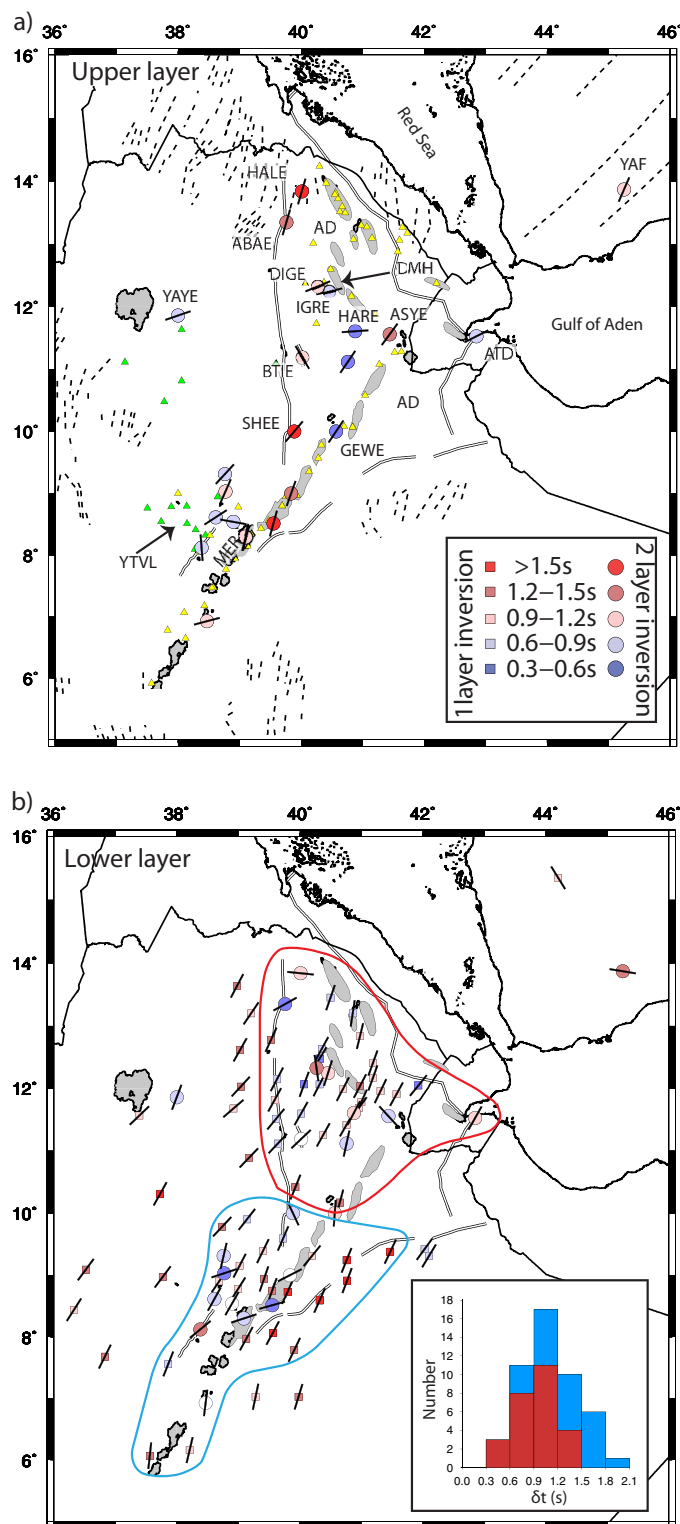 a)
36° 38° 40° 42° 44° 46°
Upper layer
Red Sea
YAF
14°
HALE
ABAE
AD
DIGE
DMH
12°
YAYE
IGRE
HARE
ASYE
Gulf of Aden
BTIE
ATD
AD
10°
SHEE
GEWE
8°
YTVL
MER
6°
1 layer inversion
2 layer inversion
>1.5s
1.2−1.5s
0.9−1.2s
0.6−0.9s
0.3−0.6s
b)
36° 38° 40° 42° 44° 46°
16°
Lower layer
14°
12°
10°
8°
6°
Number
18
16
14
12
10
8
6
4
2
0
0.0 0.3 0.6 0.9 1.2 1.5 1.8 2.1
δt (s)